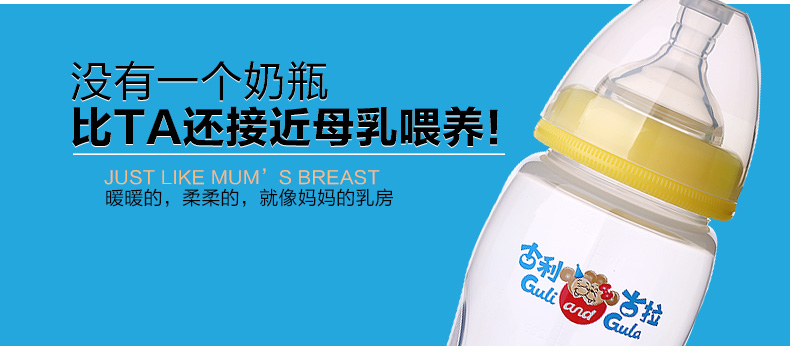 没有一个奶瓶
比TA还接近母乳喂养!
JUST LIKE MUM'S BREAST
暖暖的，柔柔的，就像妈妈的乳房
古利 古拉
Guli and Gula